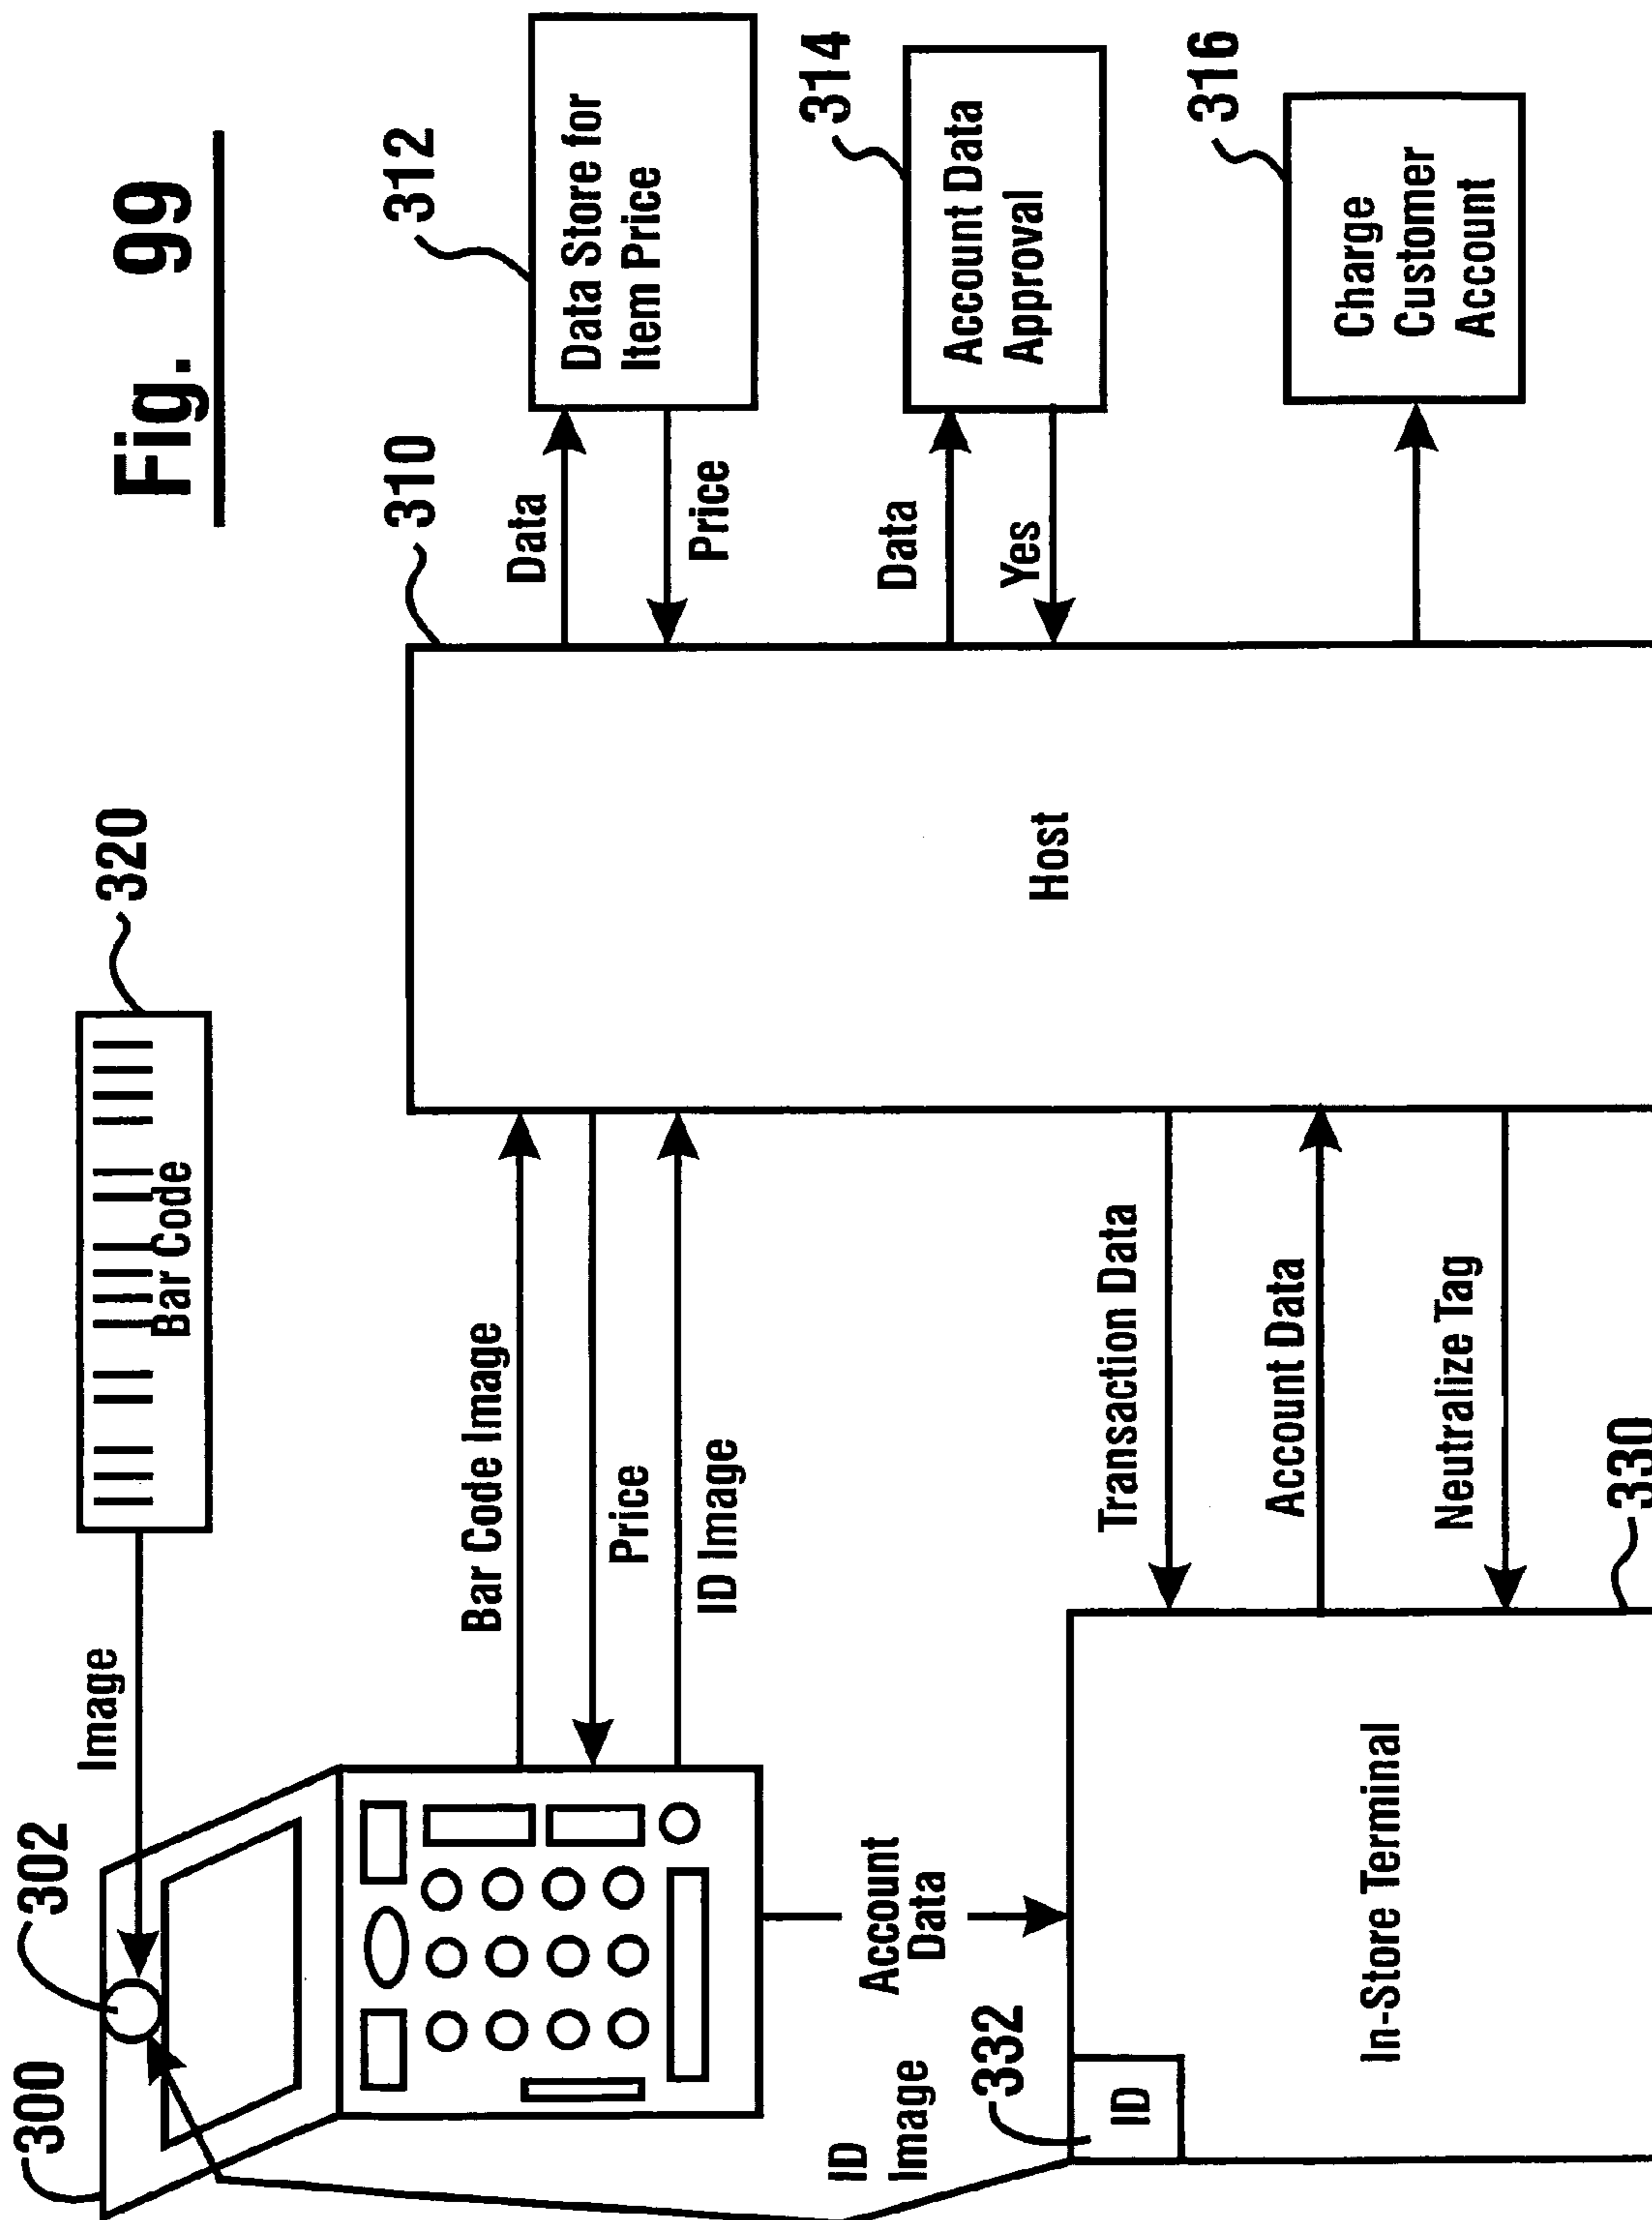 Fig. 99
300
302
Image
Bar Code
320
Bar Code Image
Price
ID Image
310
Host
Data
Price
312
Data Store for
Item Price
Data
Yes
314
Account Data
Approval
316
Charge
Customer
Account
ID
Image
Account
Data
332
ID
In-Store Terminal
330
Transaction Data
Account Data
Neutralize Tag